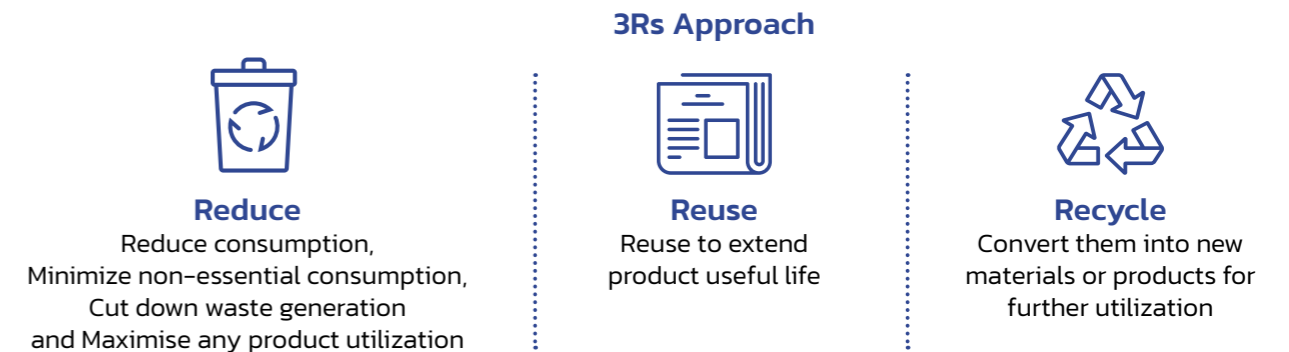 3Rs Approach
Reduce
Reduce consumption,
Minimize non-essential consumption,
Cut down waste generation
and Maximise any product utilization
Reuse
Reuse to extend
product useful life
Recycle
Convert them into new
materials or products for
further utilization